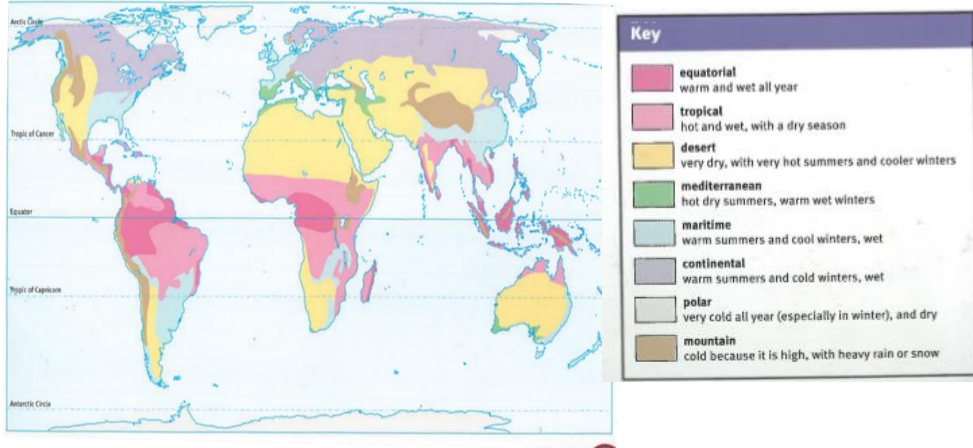 Arctic Circle
Tropic of Cancer
Equator
Tropic of Capricorn
Antarctic Circle
Key
equatorial
warm and wet all year
tropical
hot and wet, with a dry season
desert
very dry, with very hot summers and cooler winters
mediterranean
hot dry summers, warm wet winters
maritime
warm summers and cool winters, wet
continental
warm summers and cold winters, wet
polar
very cold all year (especially in winter), and dry
mountain
cold because it is high, with heavy rain or snow